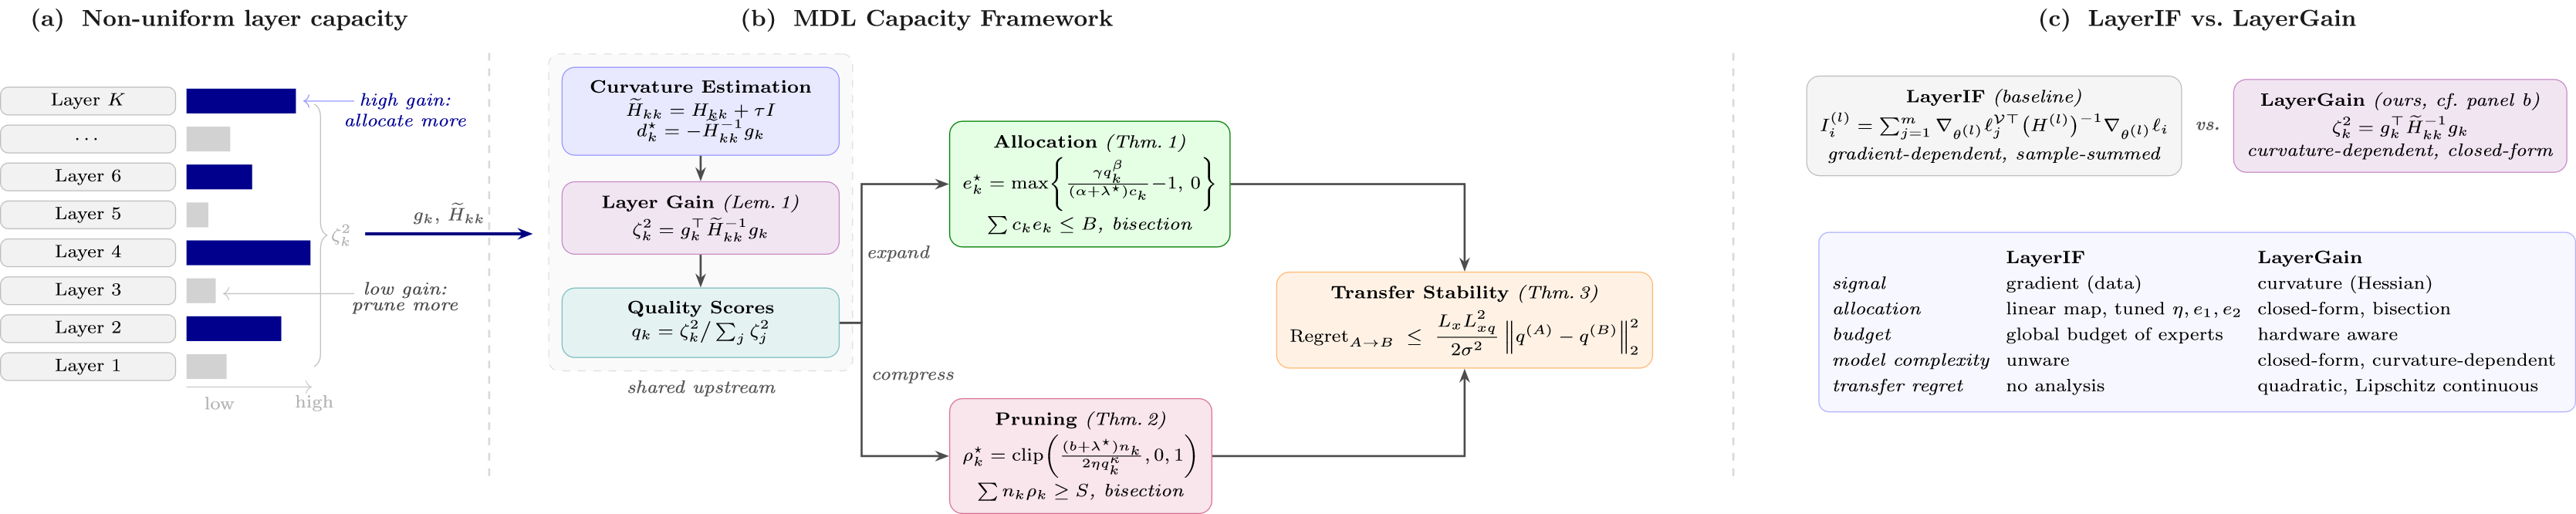 (a) Non-uniform layer capacity
Layer K
...
Layer 6
Layer 5
Layer 4
Layer 3
Layer 2
Layer 1
high gain:
allocate more
low gain:
prune more
ζ_k^2
low
high
g_k, H̃_kk
(b) MDL Capacity Framework
Curvature Estimation
H̃_kk = H_kk + τI
d_k^⋆ = −H̃_kk^{-1} g_k
Layer Gain (Lem. 1)
ζ_k^2 = g_k^⊤ H̃_kk^{-1} g_k
Quality Scores
q_k = ζ_k^2 / ∑_j ζ_j^2
shared upstream
expand
compress
Allocation (Thm. 1)
e_k^⋆ = max{ γq_k^β / ((α+λ^⋆)c_k) −1, 0 }
∑ c_k e_k ≤ B, bisection
Pruning (Thm. 2)
ρ_k^⋆ = clip( (b+λ^⋆)n_k / (2ηq_k^κ), 0, 1 )
∑ n_k ρ_k ≥ S, bisection
Transfer Stability (Thm. 3)
Regret_{A→B} ≤ (L_x L_{xq}^2 / 2σ^2) ‖q^{(A)} − q^{(B)}‖_2^2
(c) LayerIF vs. LayerGain
LayerIF (baseline)
I_i^{(l)} = ∑_{j=1}^m ∇_{θ^{(l)}} ℓ_j^{𝒱⊤} (H^{(l)})^{-1} ∇_{θ^{(l)}} ℓ_i
gradient-dependent, sample-summed
vs.
LayerGain (ours, cf. panel b)
ζ_k^2 = g_k^⊤ H̃_kk^{-1} g_k
curvature-dependent, closed-form
LayerIF LayerGain
signal gradient (data) curvature (Hessian)
allocation linear map, tuned η, e_1, e_2 closed-form, bisection
budget global budget of experts hardware aware
model complexity unware closed-form, curvature-dependent
transfer regret no analysis quadratic, Lipschitz continuous